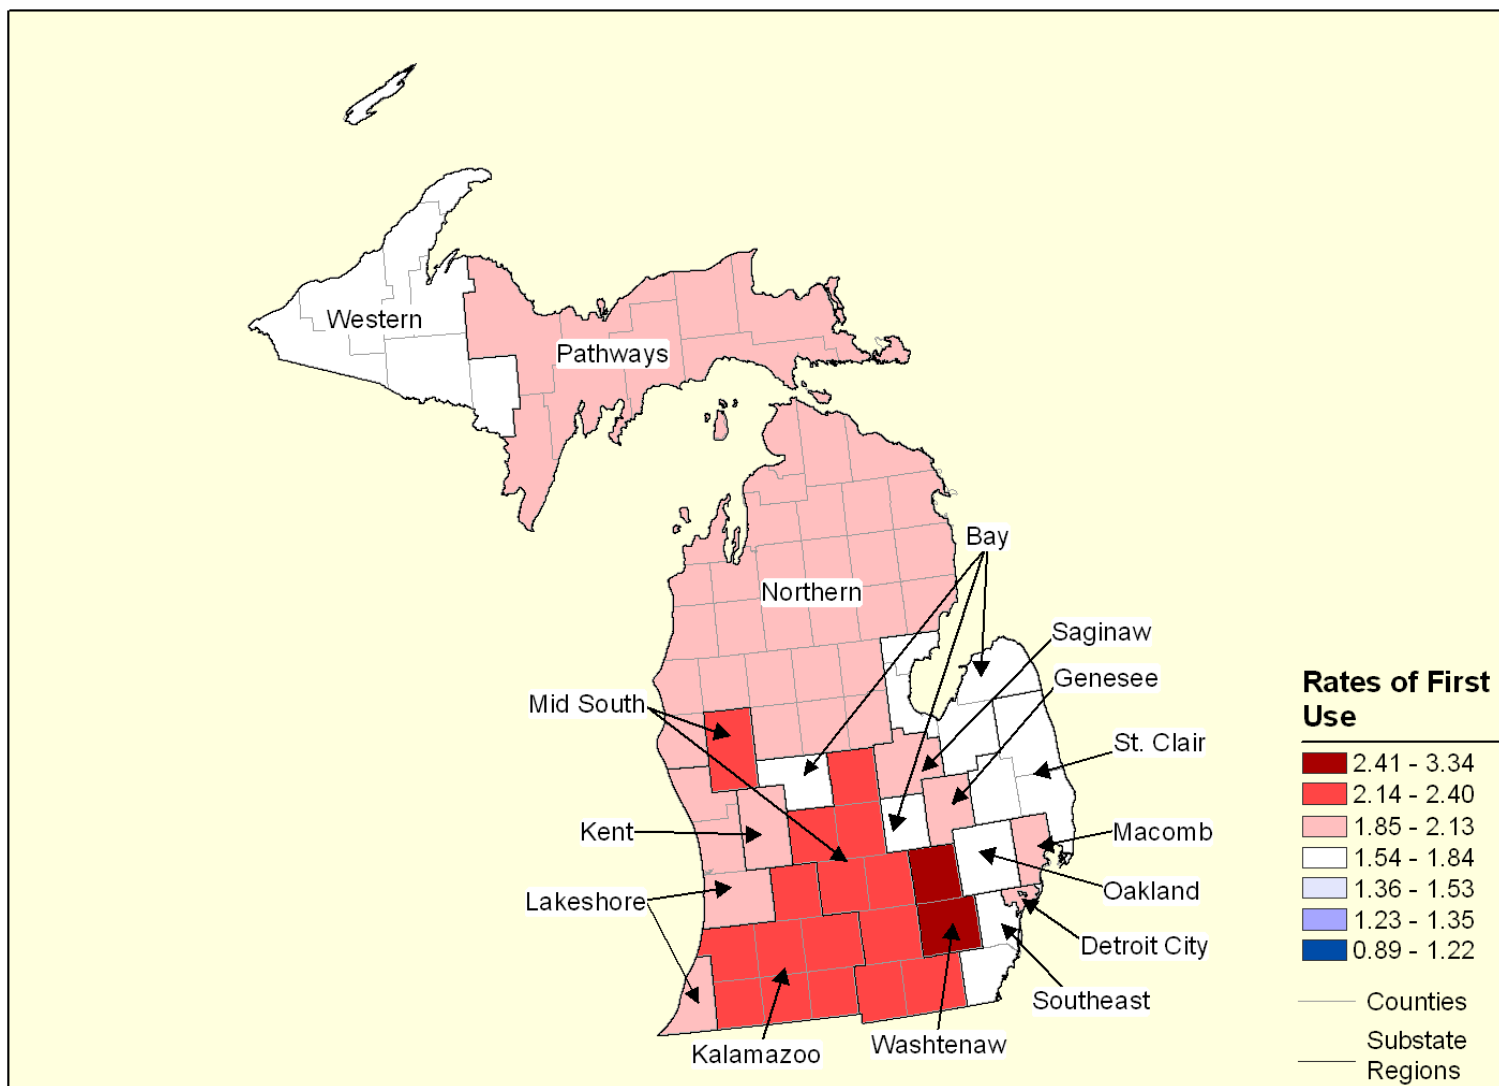 Western
Pathways
Bay
Northern
Saginaw
Genesee
Mid South
St. Clair
Kent
Macomb
Oakland
Lakeshore
Detroit City
Southeast
Washtenaw
Kalamazoo
Rates of First
Use
2.41 - 3.34
2.14 - 2.40
1.85 - 2.13
1.54 - 1.84
1.36 - 1.53
1.23 - 1.35
0.89 - 1.22
Counties
Substate
Regions